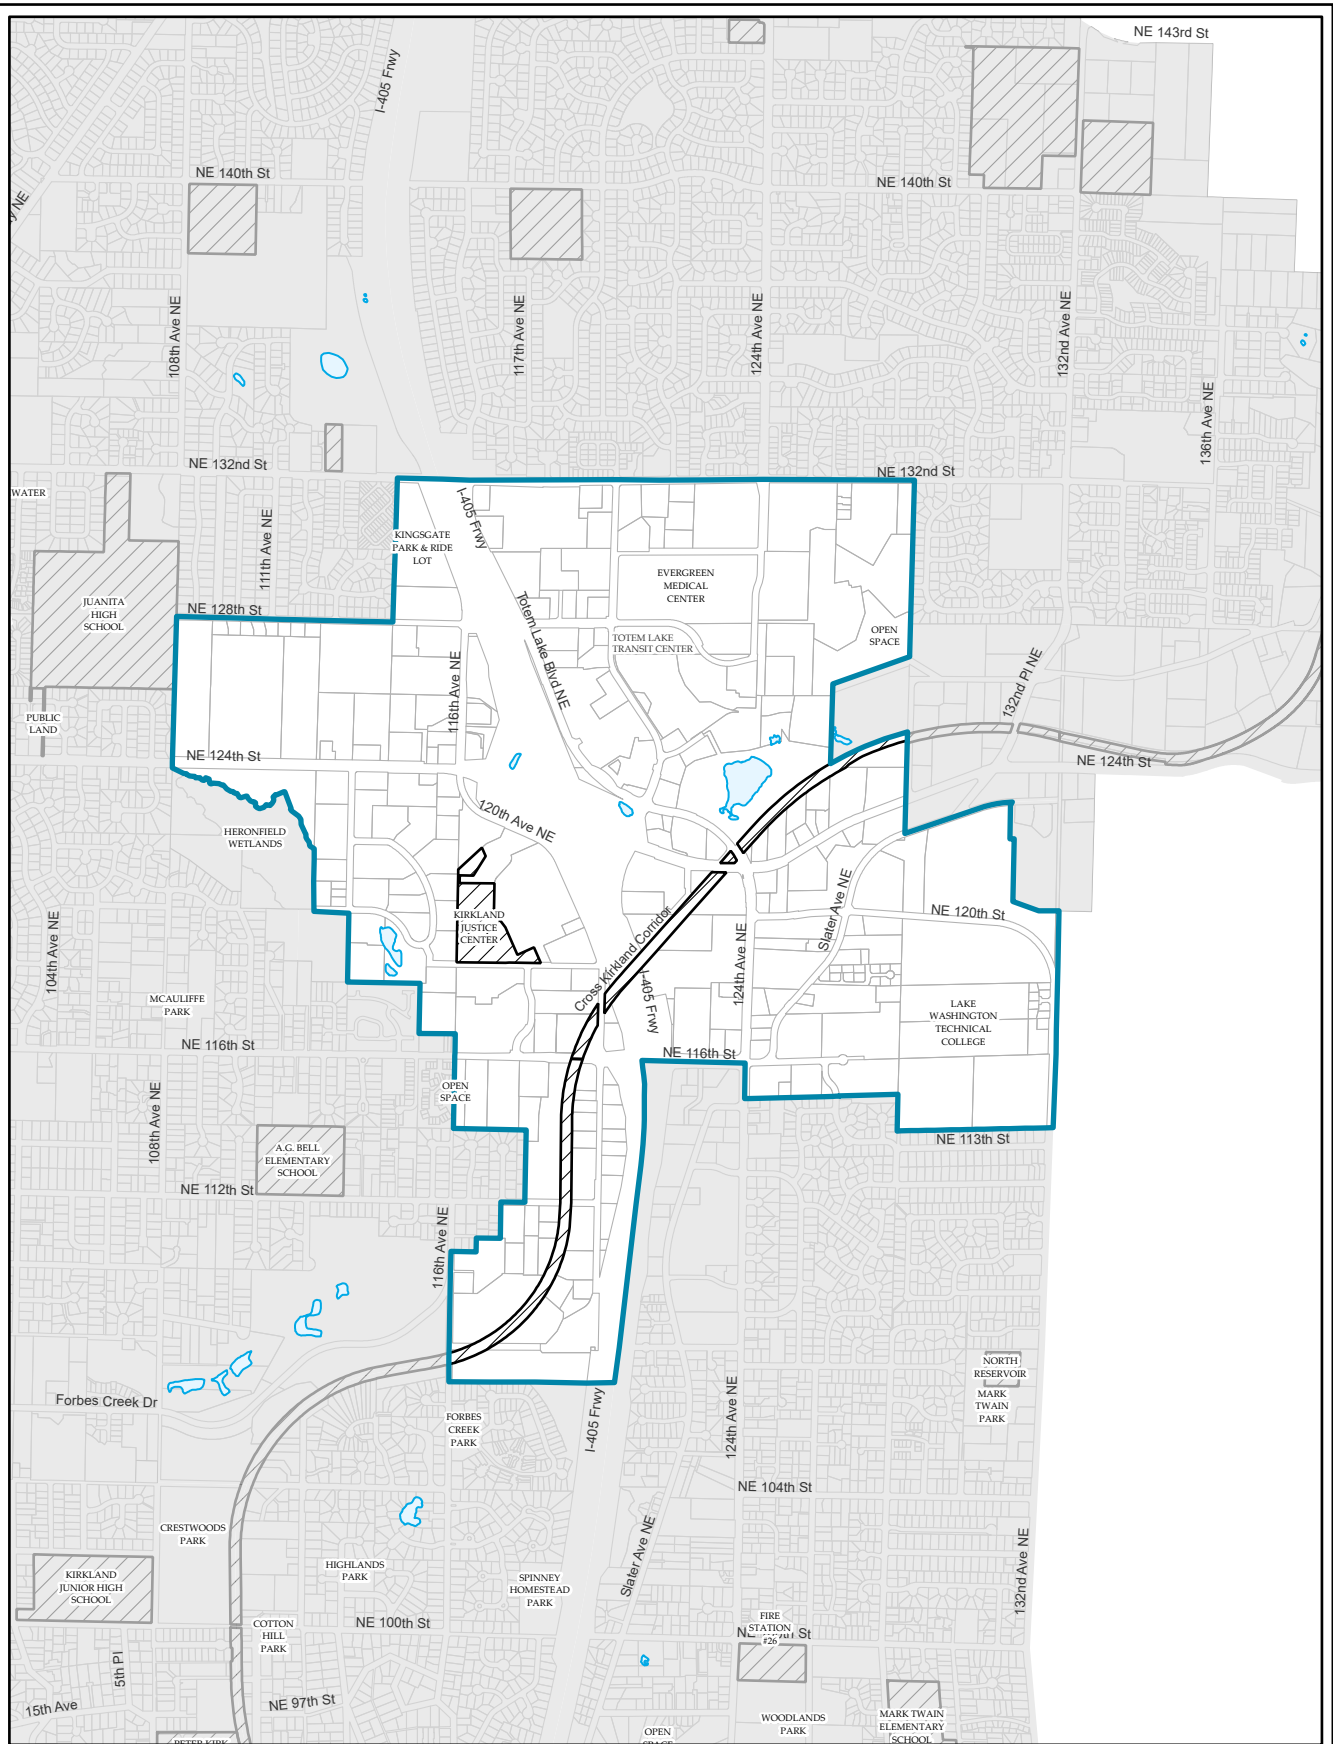 NE 143rd St
I-405 Frwy
NE 140th St
NE 140th St
y NE
108th Ave NE
117th Ave NE
124th Ave NE
132nd Ave NE
136th Ave NE
NE 132nd St
NE 132nd St
WATER
I-405 Frwy
KINGSGATE
PARK & RIDE
LOT
111th Ave NE
EVERGREEN
MEDICAL
CENTER
JUANITA
HIGH
SCHOOL
NE 128th St
Totem Lake Blvd NE
TOTEM LAKE
TRANSIT CENTER
OPEN
SPACE
116th Ave NE
132nd Pl NE
PUBLIC
LAND
NE 124th St
NE 124th St
120th Ave NE
HERONFIELD
WETLANDS
KIRKLAND
JUSTICE
CENTER
Slater Ave NE
NE 120th St
104th Ave NE
Cross Kirkland Corridor
124th Ave NE
I-405 Frwy
MCAULIFFE
PARK
LAKE
WASHINGTON
TECHNICAL
COLLEGE
NE 116th St
NE 116th St
OPEN
SPACE
108th Ave NE
A.G. BELL
ELEMENTARY
SCHOOL
NE 113th St
NE 112th St
116th Ave NE
NORTH
RESERVOIR
MARK
TWAIN
PARK
Forbes Creek Dr
FORBES
CREEK
PARK
I-405 Frwy
124th Ave NE
NE 104th St
CRESTWOODS
PARK
Slater Ave NE
132nd Ave NE
HIGHLANDS
PARK
SPINNEY
HOMESTEAD
PARK
KIRKLAND
JUNIOR HIGH
SCHOOL
COTTON
HILL
PARK
NE 100th St
FIRE
STATION
#26
NE th St
5th Pl
15th Ave
NE 97th St
WOODLANDS
PARK
MARK TWAIN
ELEMENTARY
SCHOOL
OPEN
SPACE
PETER KIRK